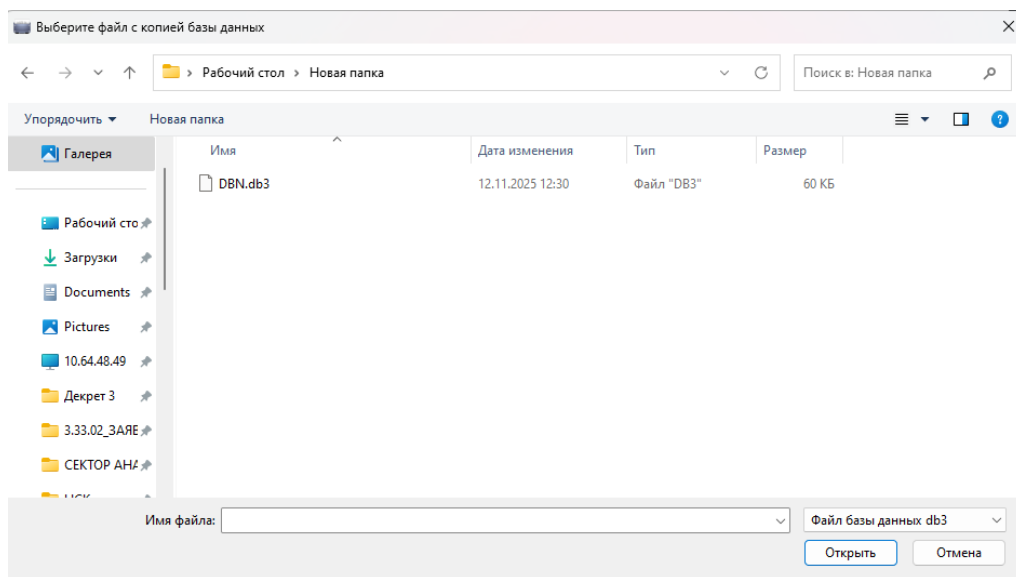 Выберите файл с копией базы данных
Рабочий стол › Новая папка
Поиск в: Новая папка
Упорядочить Новая папка
Имя Дата изменения Тип Размер
DBN.db3 12.11.2025 12:30 Файл "DB3" 60 КБ
Галерея
Рабочий сто
Загрузки
Documents
Pictures
10.64.48.49
Декрет 3
3.33.02_ЗАЯЕ
СЕКТОР АНА
Имя файла: Файл базы данных db3
Открыть Отмена